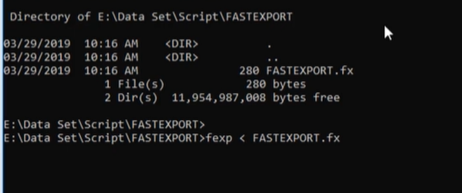 Directory of E:\Data Set\Script\FASTEXPORT
03/29/2019  10:16 AM    <DIR>          .
03/29/2019  10:16 AM    <DIR>          ..
03/29/2019  10:16 AM               280 FASTEXPORT.fx
1 File(s)            280 bytes
2 Dir(s)  11,954,987,008 bytes free
E:\Data Set\Script\FASTEXPORT>
E:\Data Set\Script\FASTEXPORT>fexp < FASTEXPORT.fx